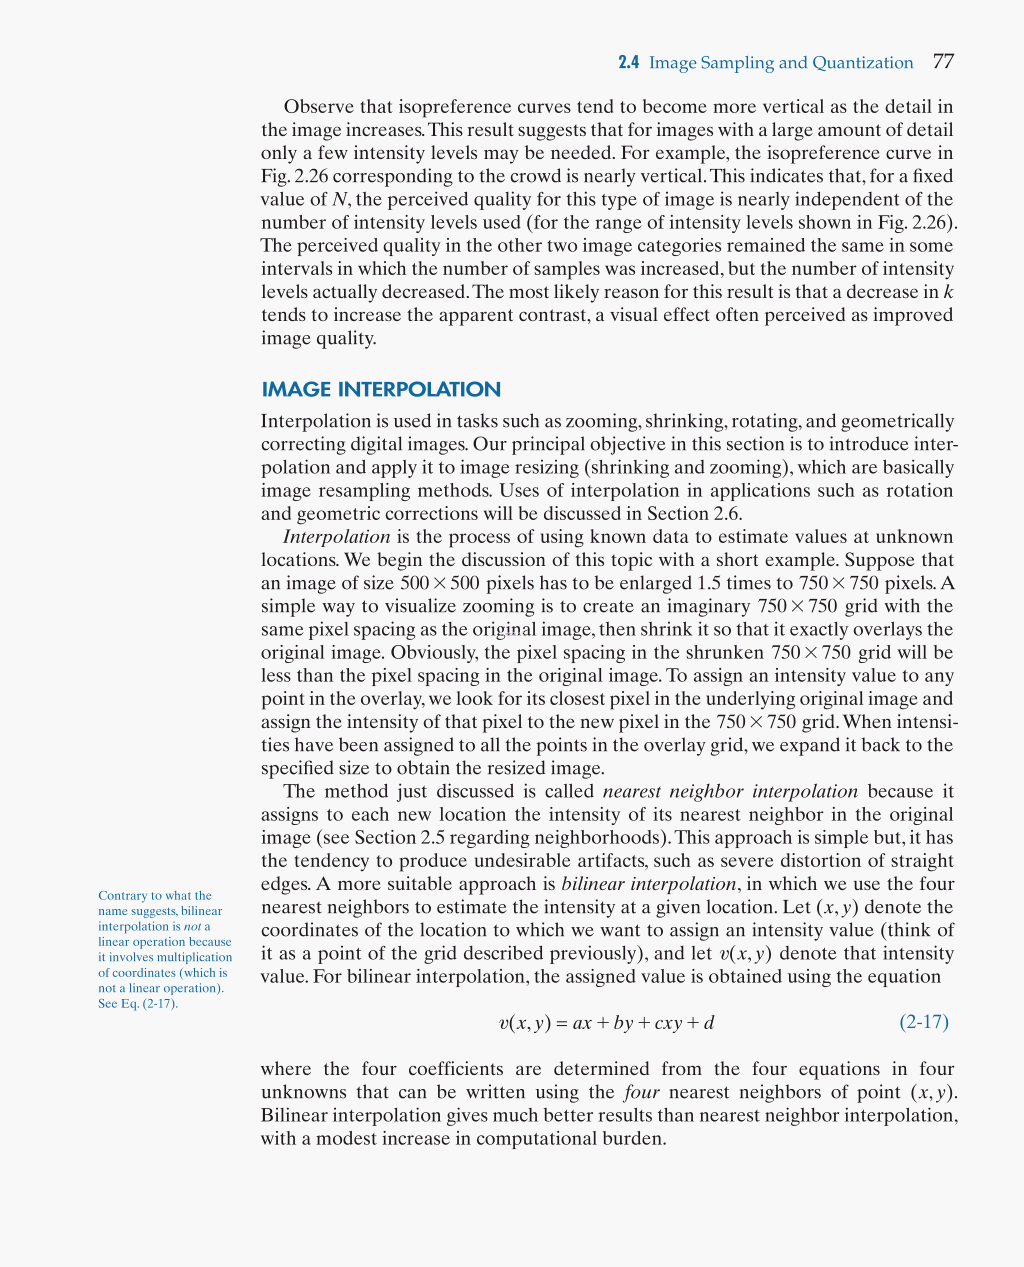 2.4 Image Sampling and Quantization 77
Observe that isopreference curves tend to become more vertical as the detail in
the image increases. This result suggests that for images with a large amount of detail
only a few intensity levels may be needed. For example, the isopreference curve in
Fig. 2.26 corresponding to the crowd is nearly vertical. This indicates that, for a fixed
value of N, the perceived quality for this type of image is nearly independent of the
number of intensity levels used (for the range of intensity levels shown in Fig. 2.26).
The perceived quality in the other two image categories remained the same in some
intervals in which the number of samples was increased, but the number of intensity
levels actually decreased. The most likely reason for this result is that a decrease in k
tends to increase the apparent contrast, a visual effect often perceived as improved
image quality.
IMAGE INTERPOLATION
Interpolation is used in tasks such as zooming, shrinking, rotating, and geometrically
correcting digital images. Our principal objective in this section is to introduce inter-
polation and apply it to image resizing (shrinking and zooming), which are basically
image resampling methods. Uses of interpolation in applications such as rotation
and geometric corrections will be discussed in Section 2.6.
Interpolation is the process of using known data to estimate values at unknown
locations. We begin the discussion of this topic with a short example. Suppose that
an image of size 500 × 500 pixels has to be enlarged 1.5 times to 750 × 750 pixels. A
simple way to visualize zooming is to create an imaginary 750 × 750 grid with the
same pixel spacing as the original image, then shrink it so that it exactly overlays the
original image. Obviously, the pixel spacing in the shrunken 750 × 750 grid will be
less than the pixel spacing in the original image. To assign an intensity value to any
point in the overlay, we look for its closest pixel in the underlying original image and
assign the intensity of that pixel to the new pixel in the 750 × 750 grid. When intensi-
ties have been assigned to all the points in the overlay grid, we expand it back to the
specified size to obtain the resized image.
The method just discussed is called nearest neighbor interpolation because it
assigns to each new location the intensity of its nearest neighbor in the original
image (see Section 2.5 regarding neighborhoods). This approach is simple but, it has
the tendency to produce undesirable artifacts, such as severe distortion of straight
edges. A more suitable approach is bilinear interpolation, in which we use the four
nearest neighbors to estimate the intensity at a given location. Let (x, y) denote the
coordinates of the location to which we want to assign an intensity value (think of
it as a point of the grid described previously), and let v(x, y) denote that intensity
value. For bilinear interpolation, the assigned value is obtained using the equation
Contrary to what the
name suggests, bilinear
interpolation is not a
linear operation because
it involves multiplication
of coordinates (which is
not a linear operation).
See Eq. (2-17).
v(x, y) = ax + by + cxy + d (2-17)
where the four coefficients are determined from the four equations in four
unknowns that can be written using the four nearest neighbors of point (x, y).
Bilinear interpolation gives much better results than nearest neighbor interpolation,
with a modest increase in computational burden.